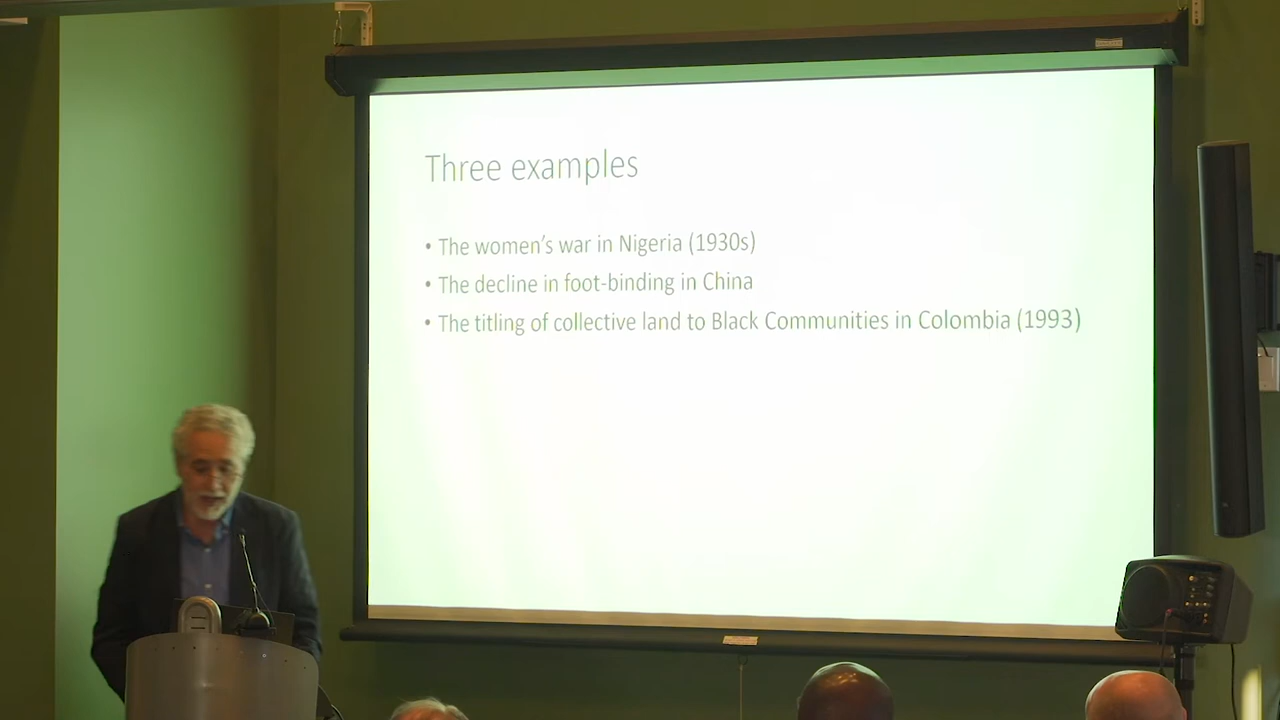 Three examples
• The women's war in Nigeria (1930s)
• The decline in foot-binding in China
• The titling of collective land to Black Communities in Colombia (1993)